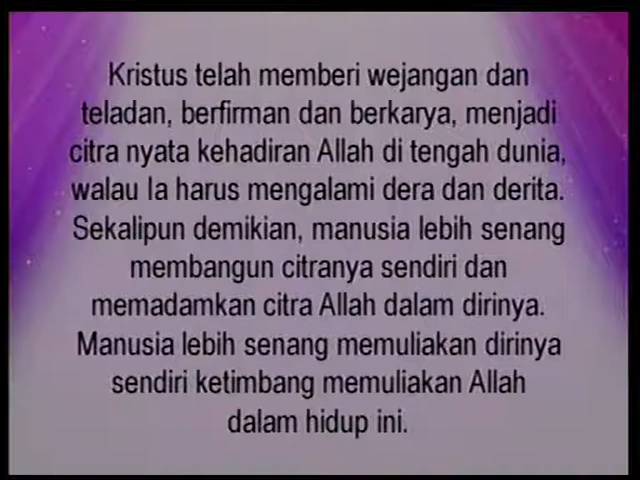 Kristus telah memberi wejangan dan
teladan, berfirman dan berkarya, menjadi
citra nyata kehadiran Allah di tengah dunia,
walau Ia harus mengalami dera dan derita.
Sekalipun demikian, manusia lebih senang
membangun citranya sendiri dan
memadamkan citra Allah dalam dirinya.
Manusia lebih senang memuliakan dirinya
sendiri ketimbang memuliakan Allah
dalam hidup ini.